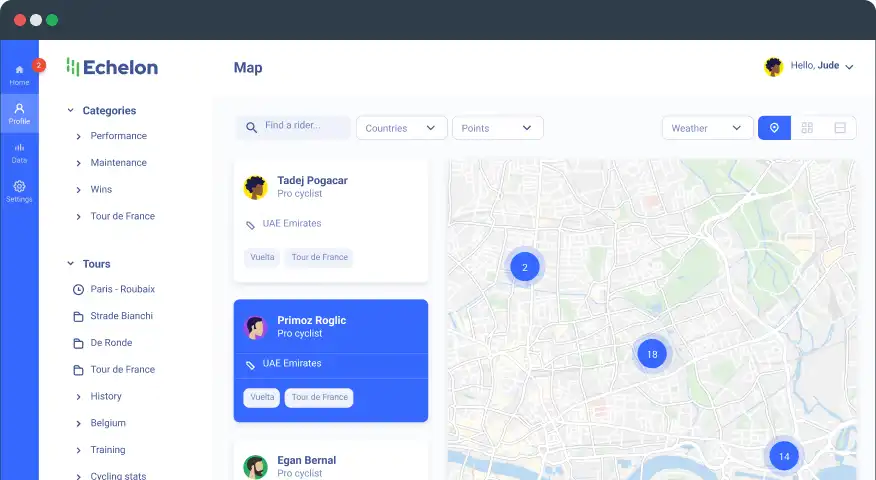 2
Home
Profile
Data
Settings
Echelon
Map
Hello, Jude
Categories
Performance
Maintenance
Wins
Tour de France
Tours
Paris - Roubaix
Strade Bianchi
De Ronde
Tour de France
History
Belgium
Training
Cycling stats
Find a rider...
Countries
Points
Weather
Tadej Pogacar
Pro cyclist
UAE Emirates
Vuelta
Tour de France
Primoz Roglic
Pro cyclist
UAE Emirates
Vuelta
Tour de France
Egan Bernal
Pro cyclist
2
18
14